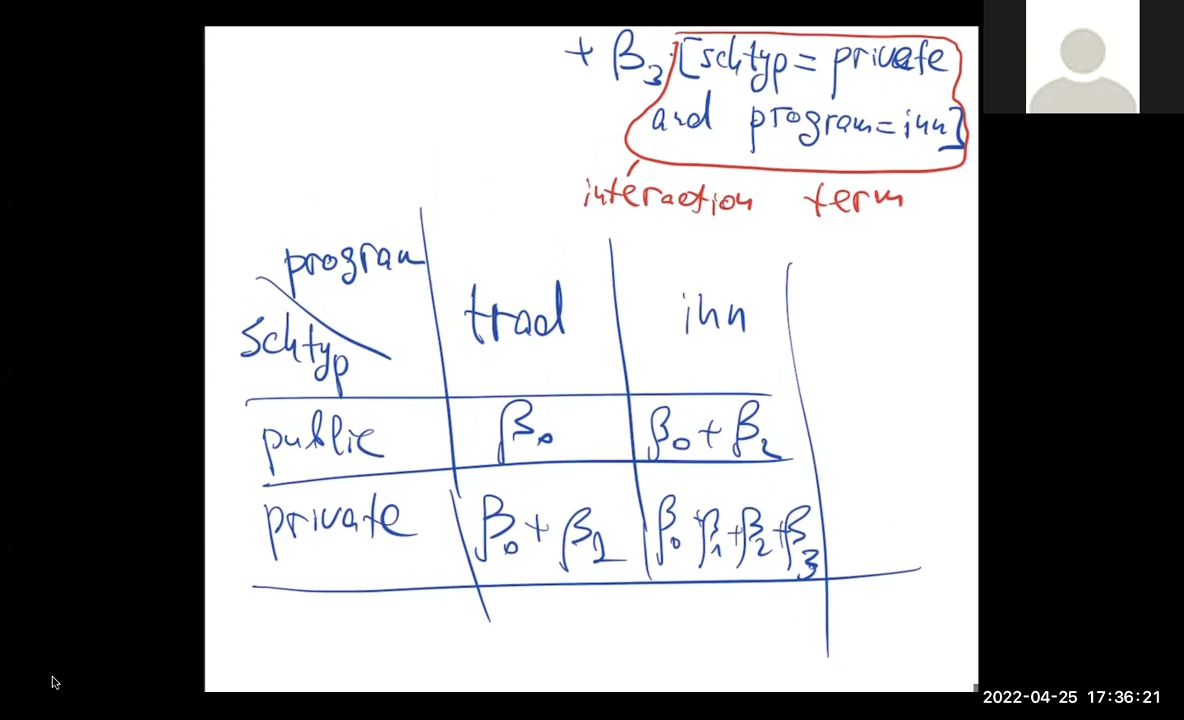 + β₃ [schtyp = private
and program = inn]
interaction term
program
schtyp
trad inn
public β₀ β₀ + β₂
private β₀ + β₂ β₀ + β₁ + β₂ + β₃
2022-04-25 17:36:21